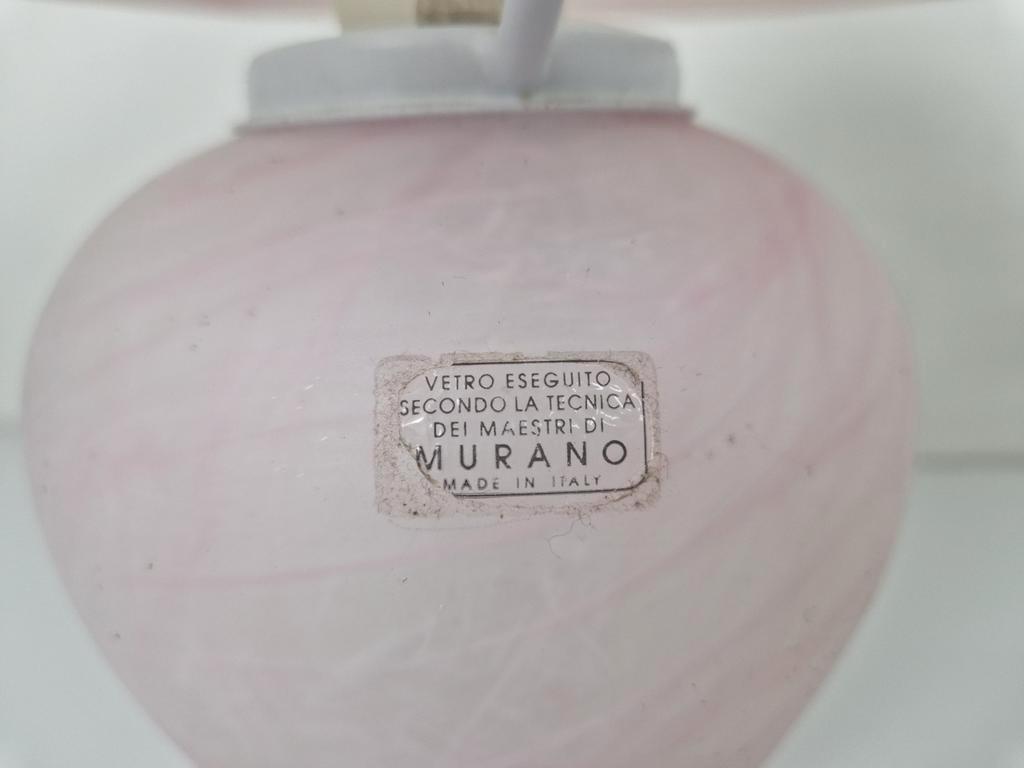 VETRO ESEGUITO
SECONDO LA TECNICA
DEI MAESTRI DI
MURANO
MADE IN ITALY